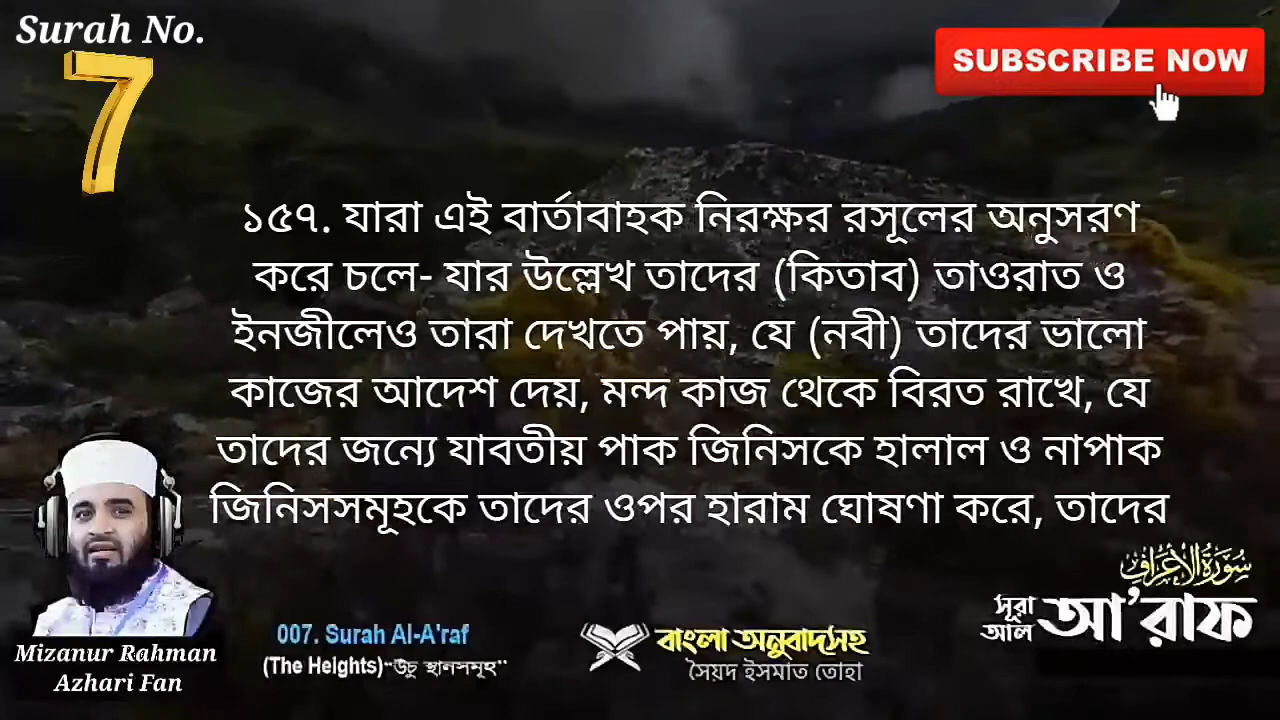 Surah No.
7
SUBSCRIBE NOW
১৫৭. যারা এই বার্তাবাহক নিরক্ষর রসূলের অনুসরণ
করে চলে- যার উল্লেখ তাদের (কিতাব) তাওরাত ও
ইনজীলেও তারা দেখতে পায়, যে (নবী) তাদের ভালো
কাজের আদেশ দেয়, মন্দ কাজ থেকে বিরত রাখে, যে
তাদের জন্যে যাবতীয় পাক জিনিসকে হালাল ও নাপাক
জিনিসসমূহকে তাদের ওপর হারাম ঘোষণা করে, তাদের
Mizanur Rahman
Azhari Fan
007. Surah Al-A'raf
(The Heights)-"উচু স্থানসমূহ"
বাংলা অনুবাদসহ
সৈয়দ ইসমাত তোহা
سورة الأعراف
সূরা
আল
আ'রাফ